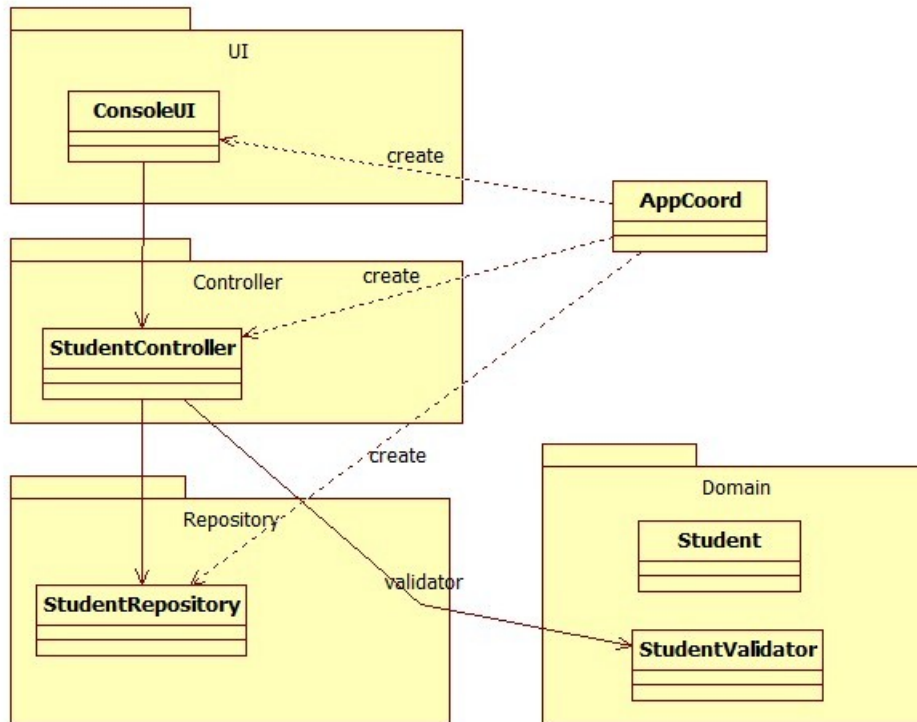 UI
ConsoleUI
create
AppCoord
Controller
create
StudentController
create
Repository
Domain
Student
validator
StudentRepository
StudentValidator